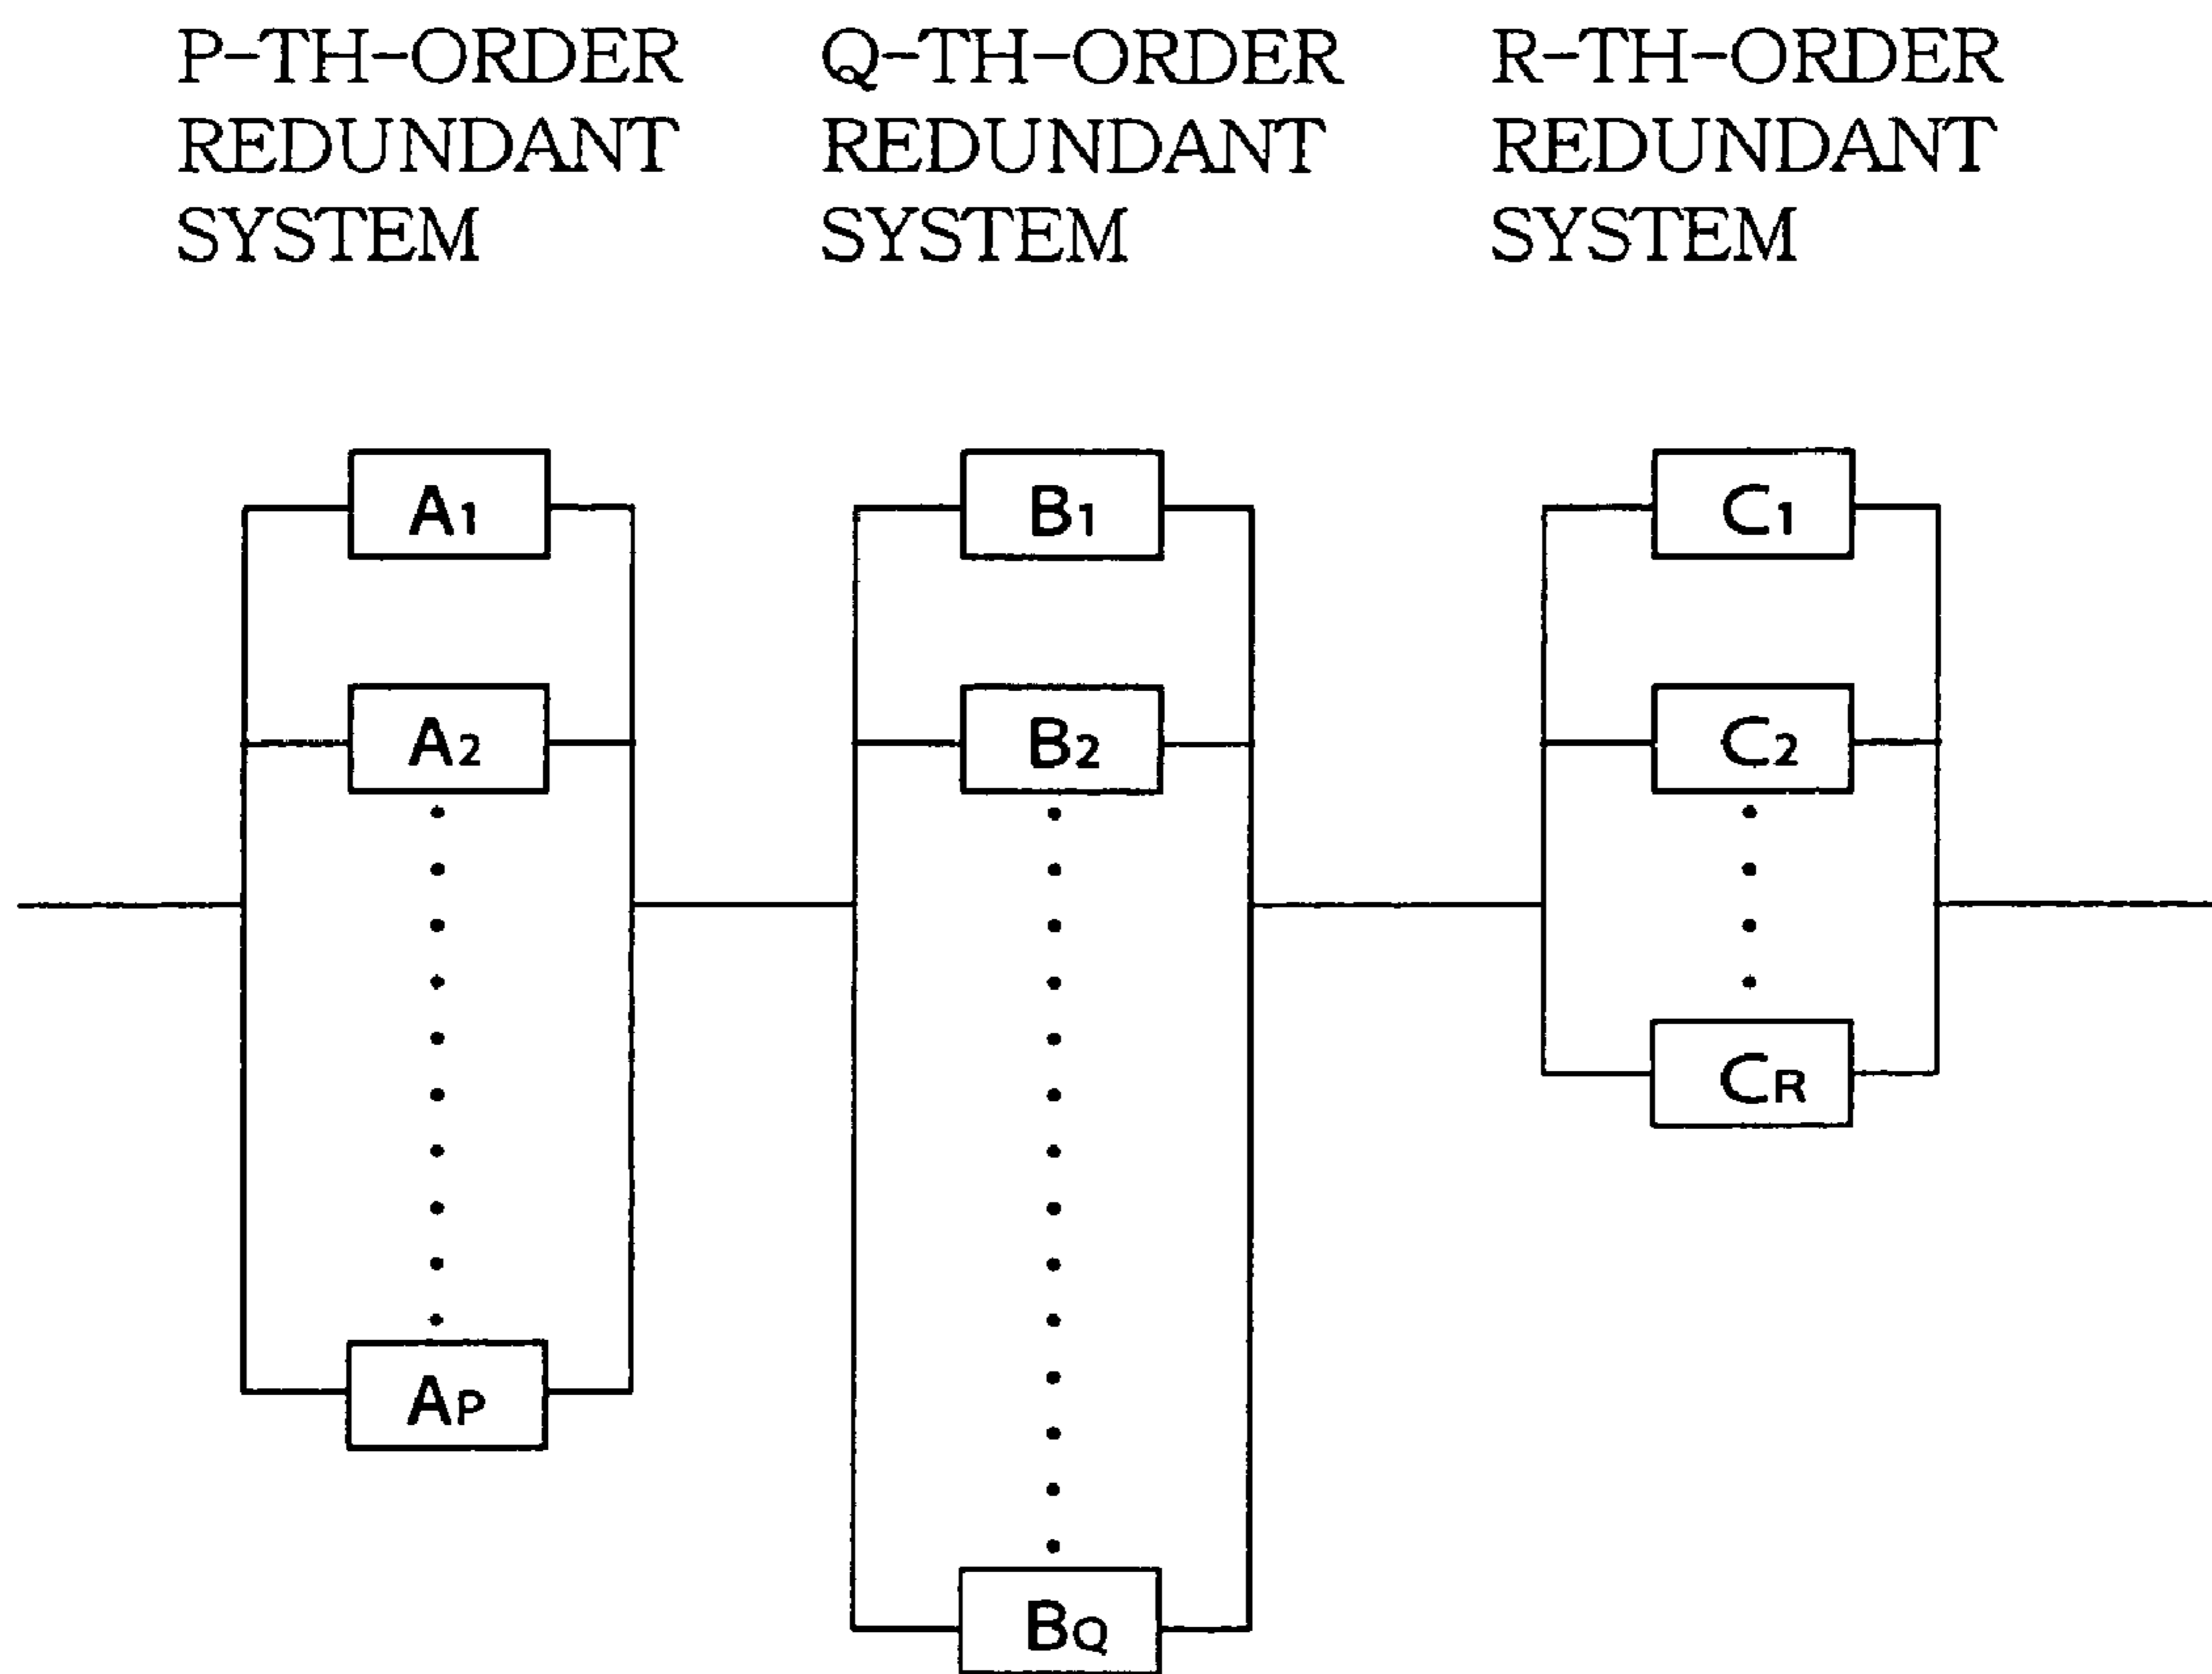 P-TH-ORDER
REDUNDANT
SYSTEM
Q-TH-ORDER
REDUNDANT
SYSTEM
R-TH-ORDER
REDUNDANT
SYSTEM
A1
B1
C1
A2
B2
C2
CR
AP
BQ